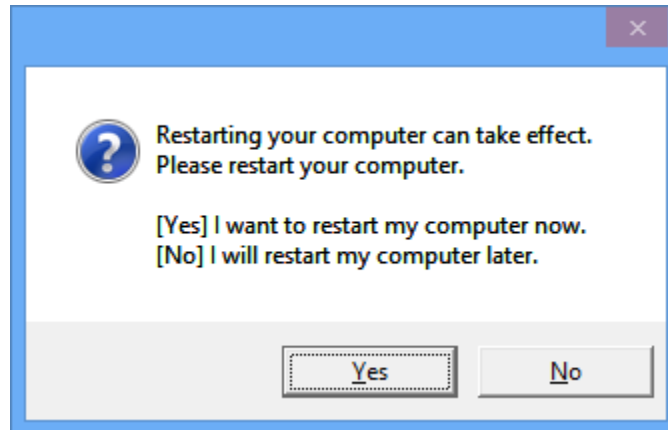 Restarting your computer can take effect.
Please restart your computer.
[Yes] I want to restart my computer now.
[No] I will restart my computer later.
Yes
No